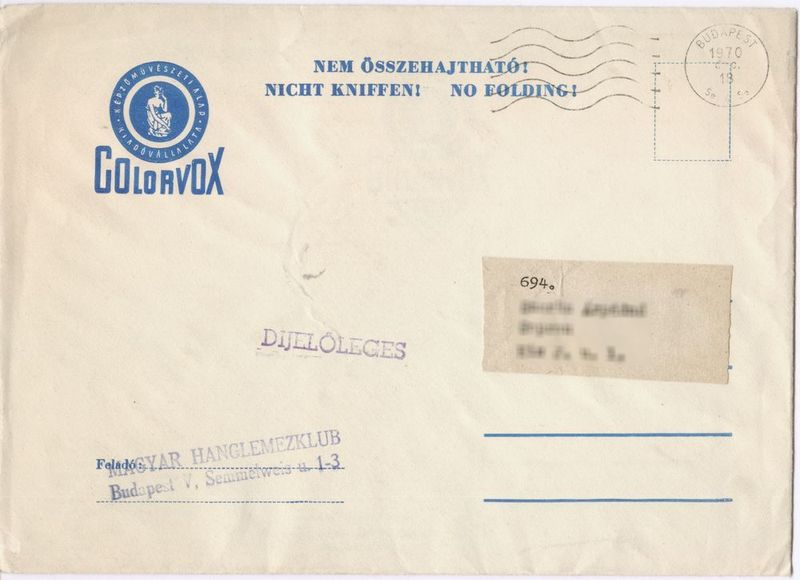 KÉPZŐMŰVÉSZETI ALAP
KIADÓVÁLLALATA
COLORVOX
NEM ÖSSZEHAJTHATÓ!
NICHT KNIFFEN! NO FOLDING!
BUDAPEST
1970
18
694.
DIJELŐLEGES
Feladó:
MAGYAR HANGLEMEZKLUB
Budapest V, Semmelweis u. 1-3